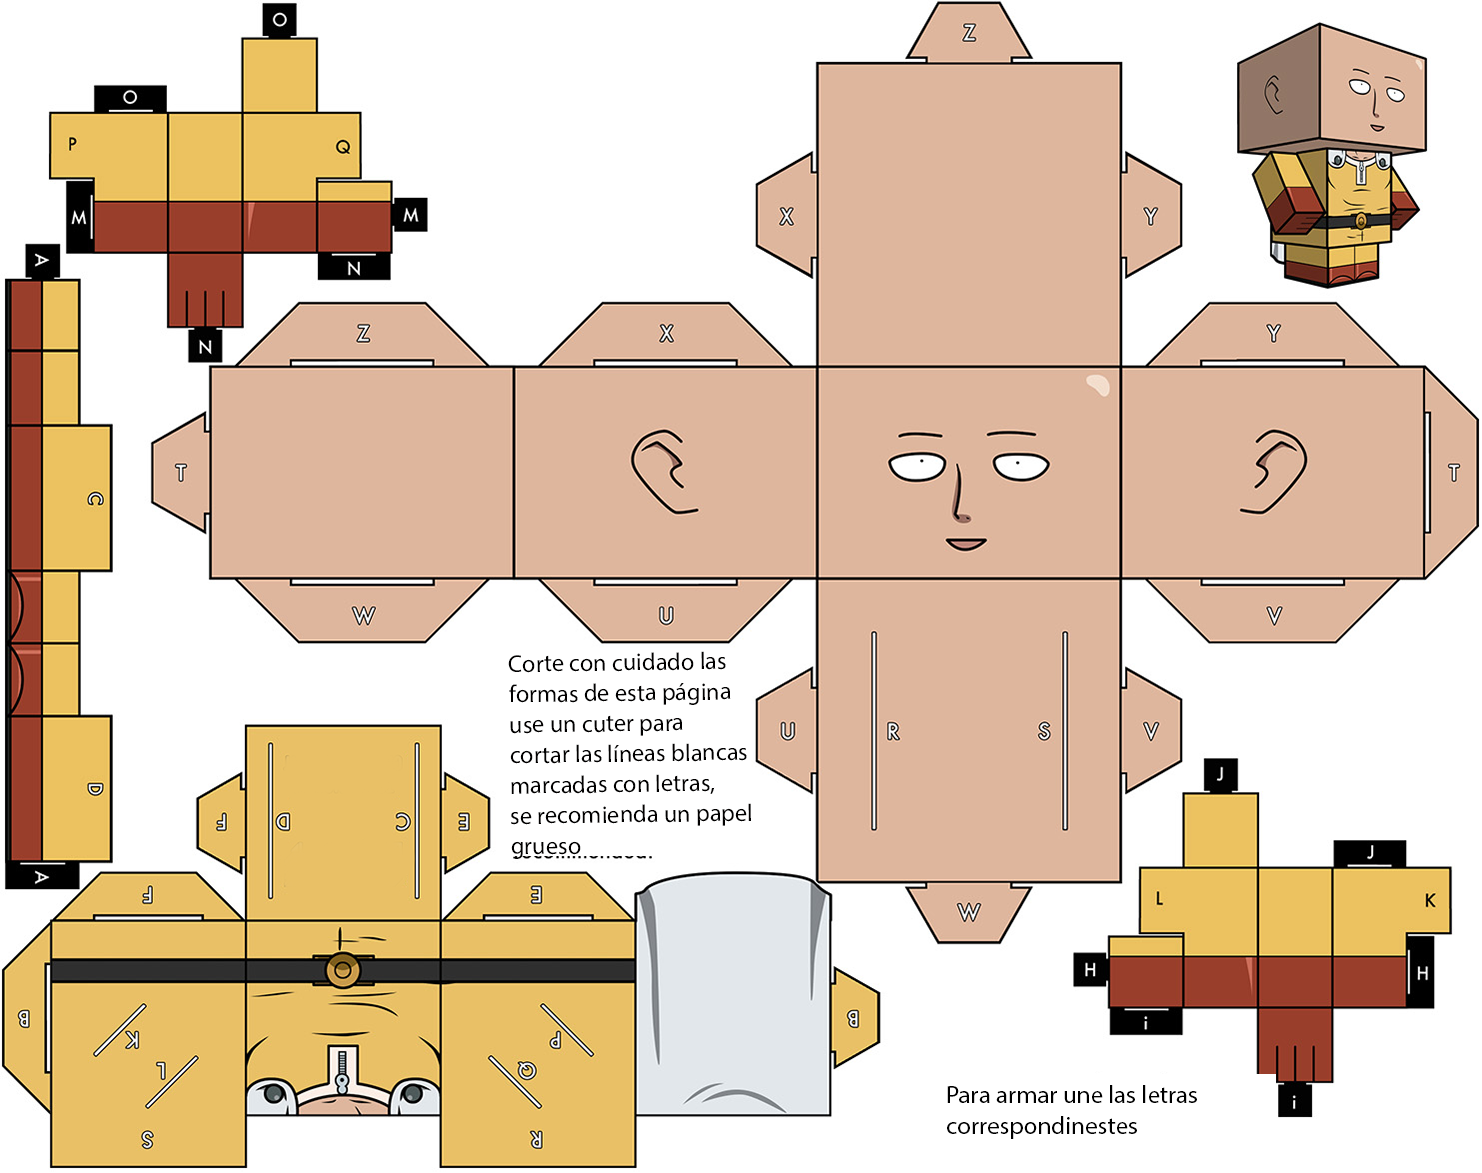 O
O
P
Q
M
M
N
N
A
C
D
A
Z
X
Y
Z
X
Y
T
T
W
U
V
Corte con cuidado las
formas de esta página
use un cuter para
cortar las líneas blancas
marcadas con letras,
se recomienda un papel
grueso
U
R
S
V
W
F
D
C
E
F
E
B
K
L
P
Q
B
S
R
J
J
L
K
H
H
i
i
Para armar une las letras
correspondinestes